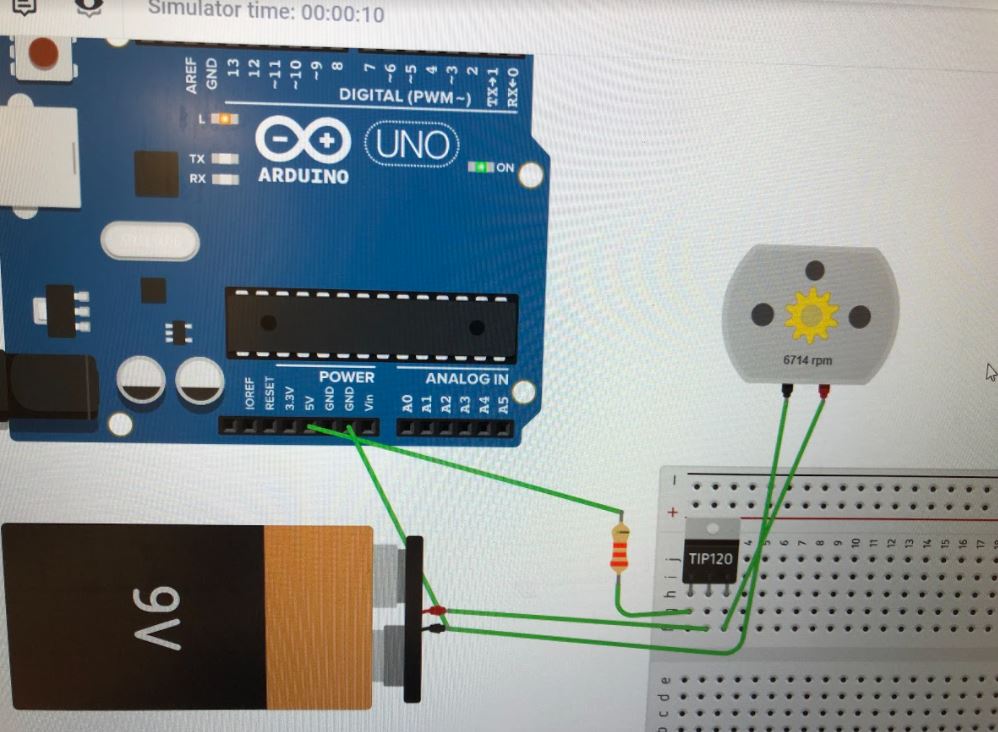 Simulator time: 00:00:10
AREF
GND
13
12
~11
~10
~9
8
7
~6
~5
4
~3
2
TX→1
RX←0
DIGITAL (PWM ~)
L
TX
RX
UNO
ARDUINO
ON
POWER
ANALOG IN
IOREF
RESET
3.3V
5V
GND
GND
Vin
A0
A1
A2
A3
A4
A5
6714 rpm
9V
TIP120
−
+
4
5
6
7
8
9
10
11
12
13
14
15
16
17
j
i
h
e
d
c